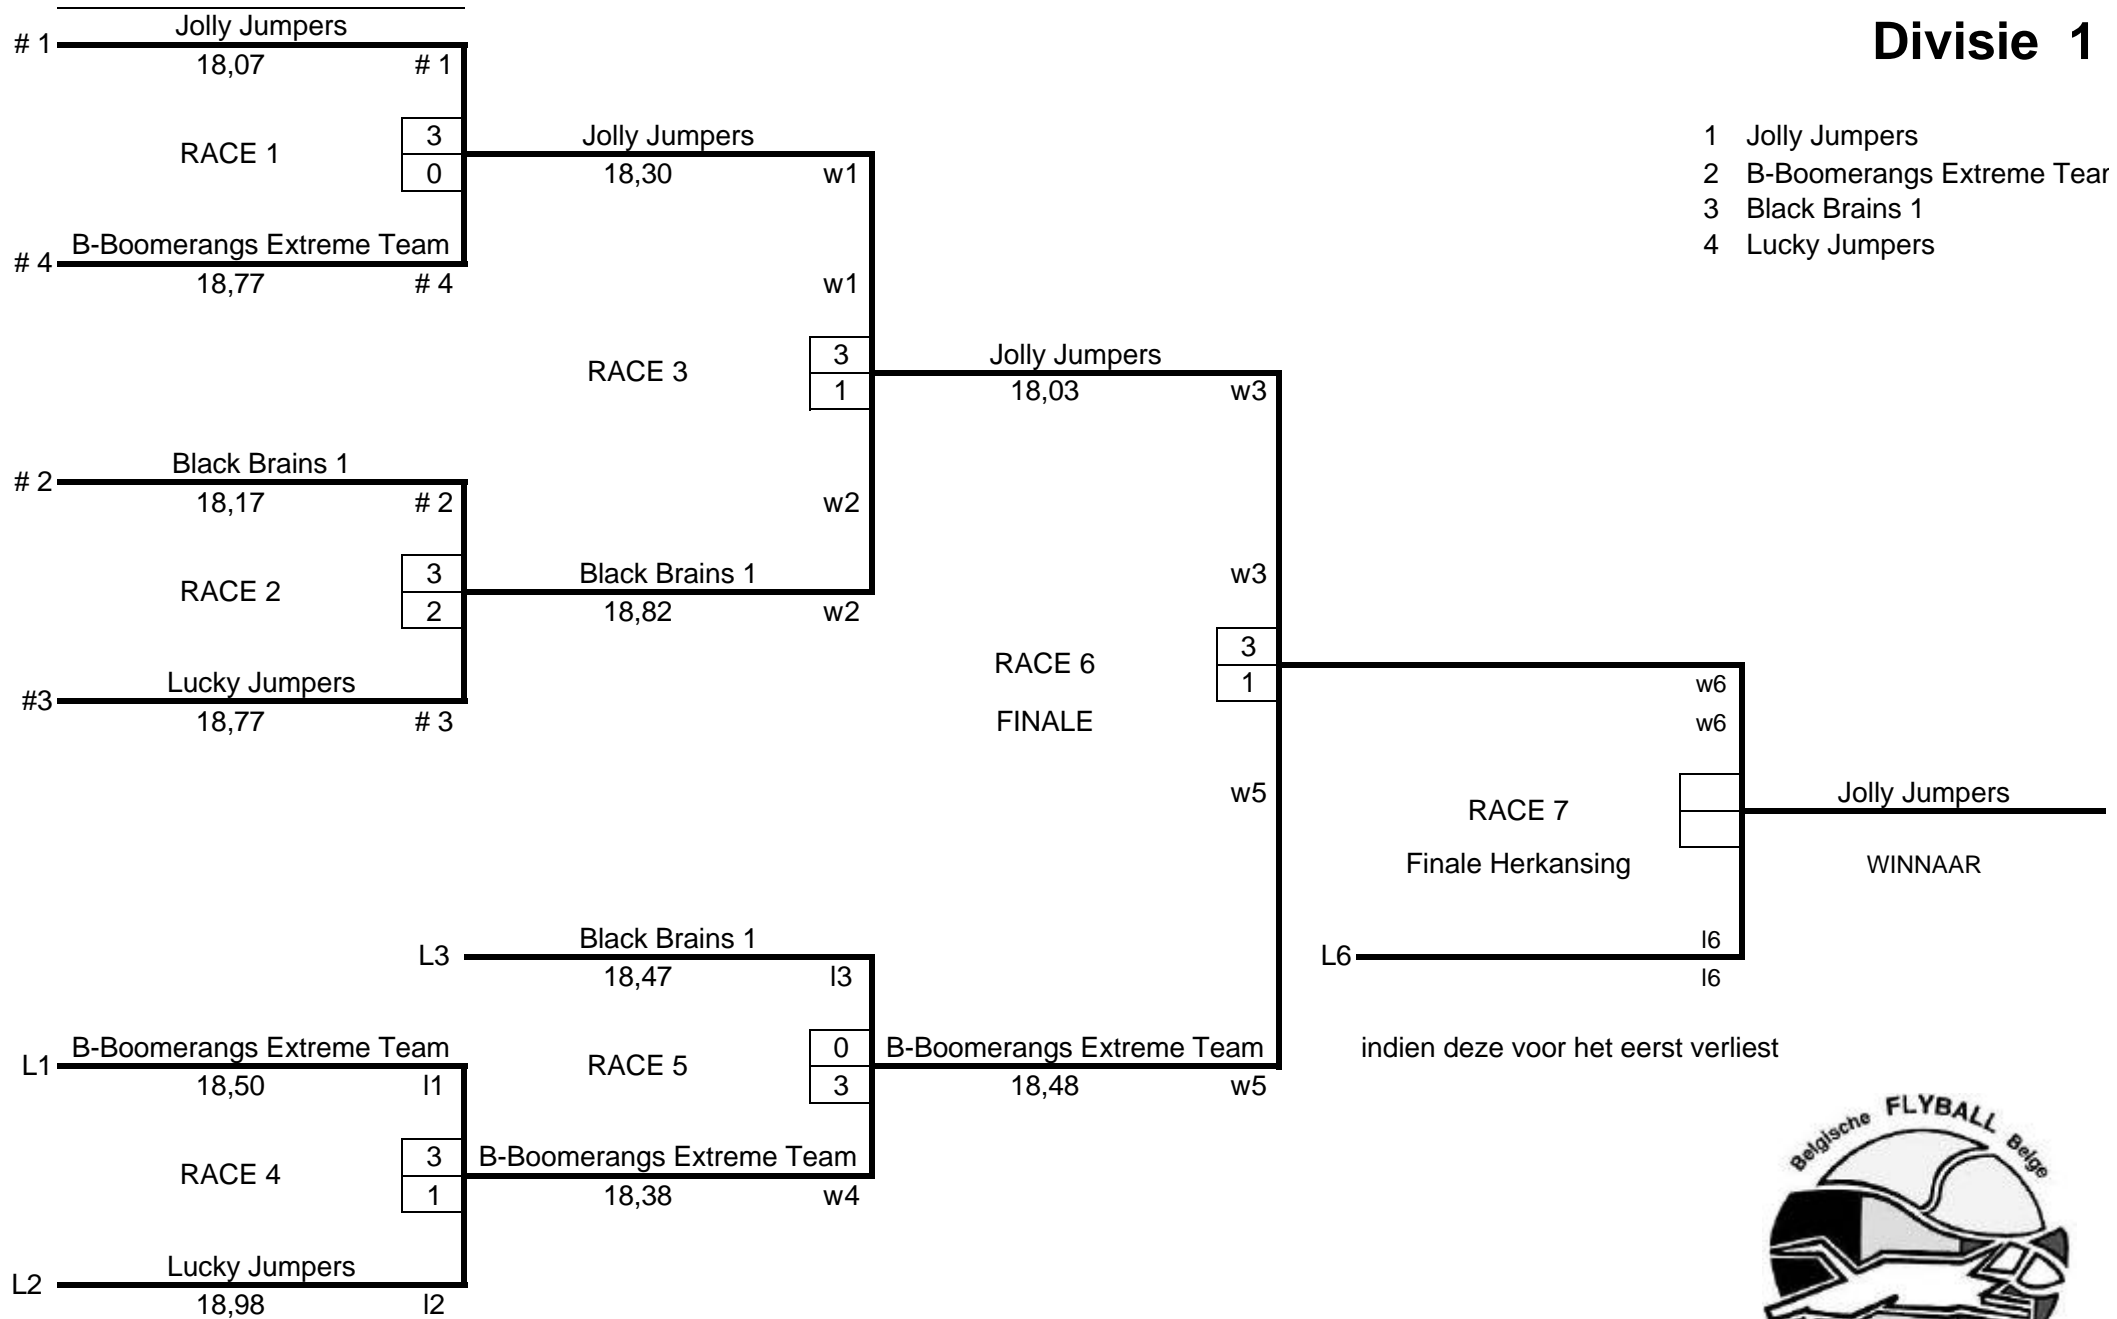 Divisie 1
1 Jolly Jumpers
2 B-Boomerangs Extreme Tea
3 Black Brains 1
4 Lucky Jumpers
Jolly Jumpers
# 1
18,07 # 1
RACE 1
3
0
B-Boomerangs Extreme Team
# 4
18,77 # 4
Jolly Jumpers
18,30 w1
w1
RACE 3
3
1
w2
Black Brains 1
# 2
18,17 # 2
RACE 2
3
2
Lucky Jumpers
#3
18,77 # 3
Black Brains 1
18,82 w2
Jolly Jumpers
18,03 w3
w3
RACE 6
3
1
FINALE
w5
w6
w6
RACE 7
Finale Herkansing
Jolly Jumpers
WINNAAR
L6
l6
l6
indien deze voor het eerst verliest
L3
Black Brains 1
18,47 l3
RACE 5
0
3
B-Boomerangs Extreme Team
18,48 w5
L1
B-Boomerangs Extreme Team
18,50 l1
RACE 4
3
1
B-Boomerangs Extreme Team
18,38 w4
Lucky Jumpers
L2
18,98 l2
Belgische FLYBALL Belge